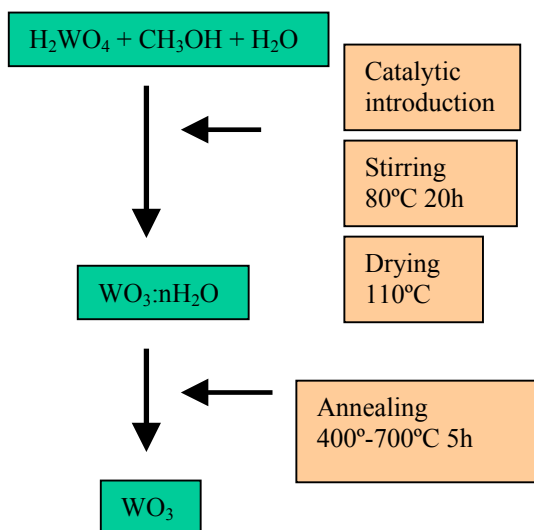 H₂WO₄ + CH₃OH + H₂O
Catalytic
introduction
Stirring
80ºC 20h
Drying
110ºC
WO₃:nH₂O
Annealing
400º-700ºC 5h
WO₃